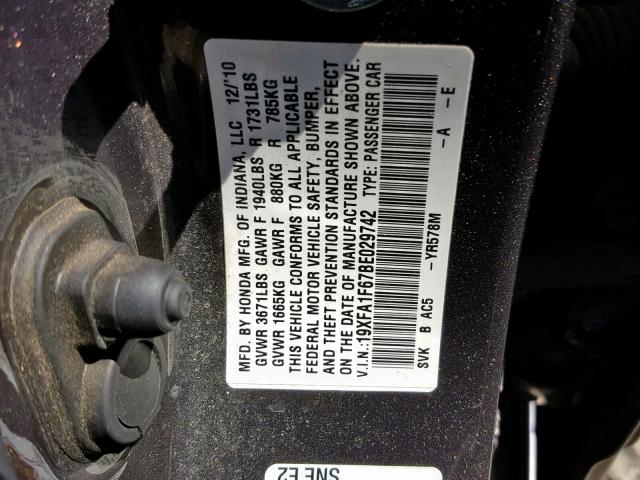 MFD. BY HONDA MFG. OF INDIANA, LLC 12/'10
GVWR 3671LBS GAWR F 1940LBS R 1731LBS
GVWR 1665KG GAWR F 880KG R 785KG
THIS VEHICLE CONFORMS TO ALL APPLICABLE
FEDERAL MOTOR VEHICLE SAFETY, BUMPER,
AND THEFT PREVENTION STANDARDS IN EFFECT
ON THE DATE OF MANUFACTURE SHOWN ABOVE.
V.I.N.:19XFA1F67BE029742 TYPE: PASSENGER CAR
SVK B AC5 -YR578M -A -E
SNE E2